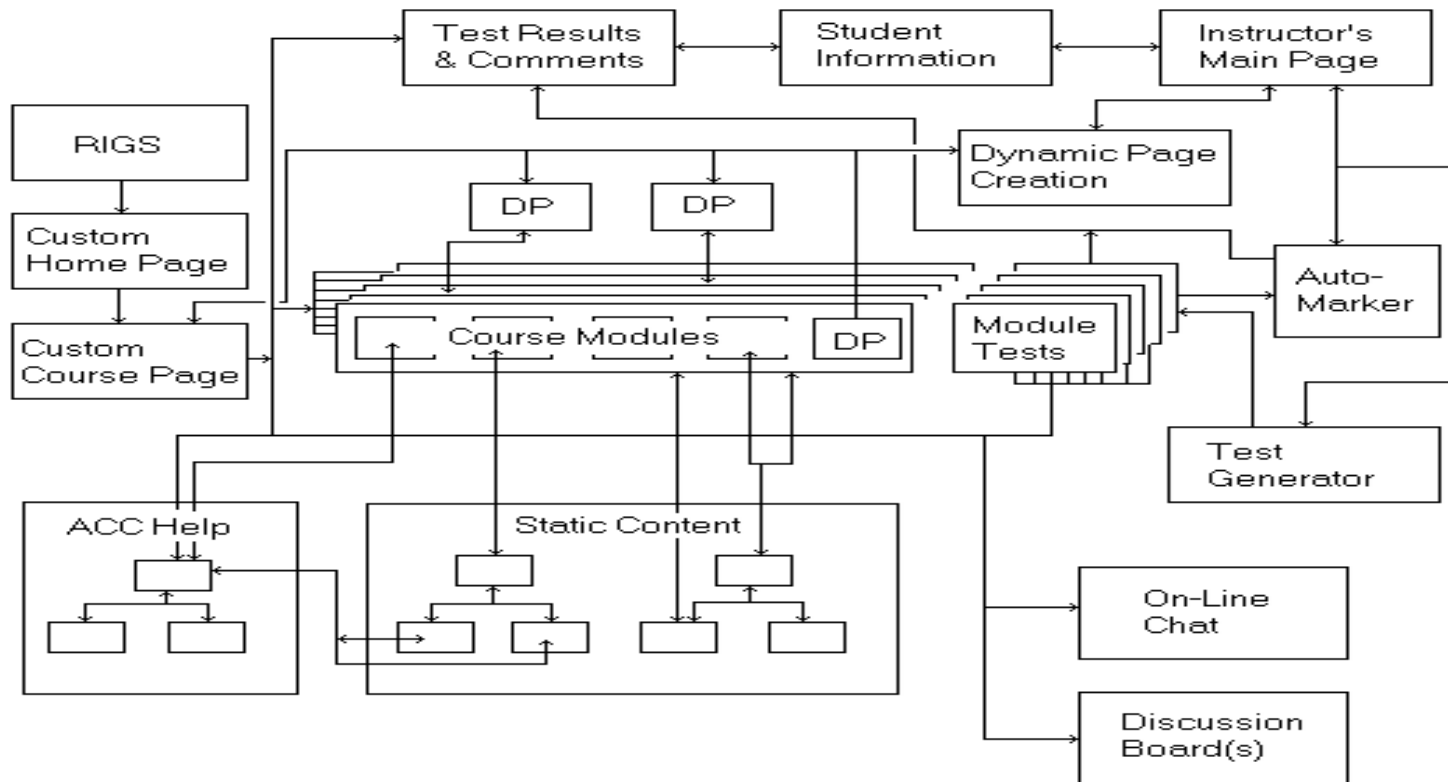 Test Results
& Comments
Student
Information
Instructor's
Main Page
RIGS
Dynamic Page
Creation
DP
DP
Custom
Home Page
Auto-
Marker
Course Modules
DP
Module
Tests
Custom
Course Page
Test
Generator
ACC Help
Static Content
On-Line
Chat
Discussion
Board(s)